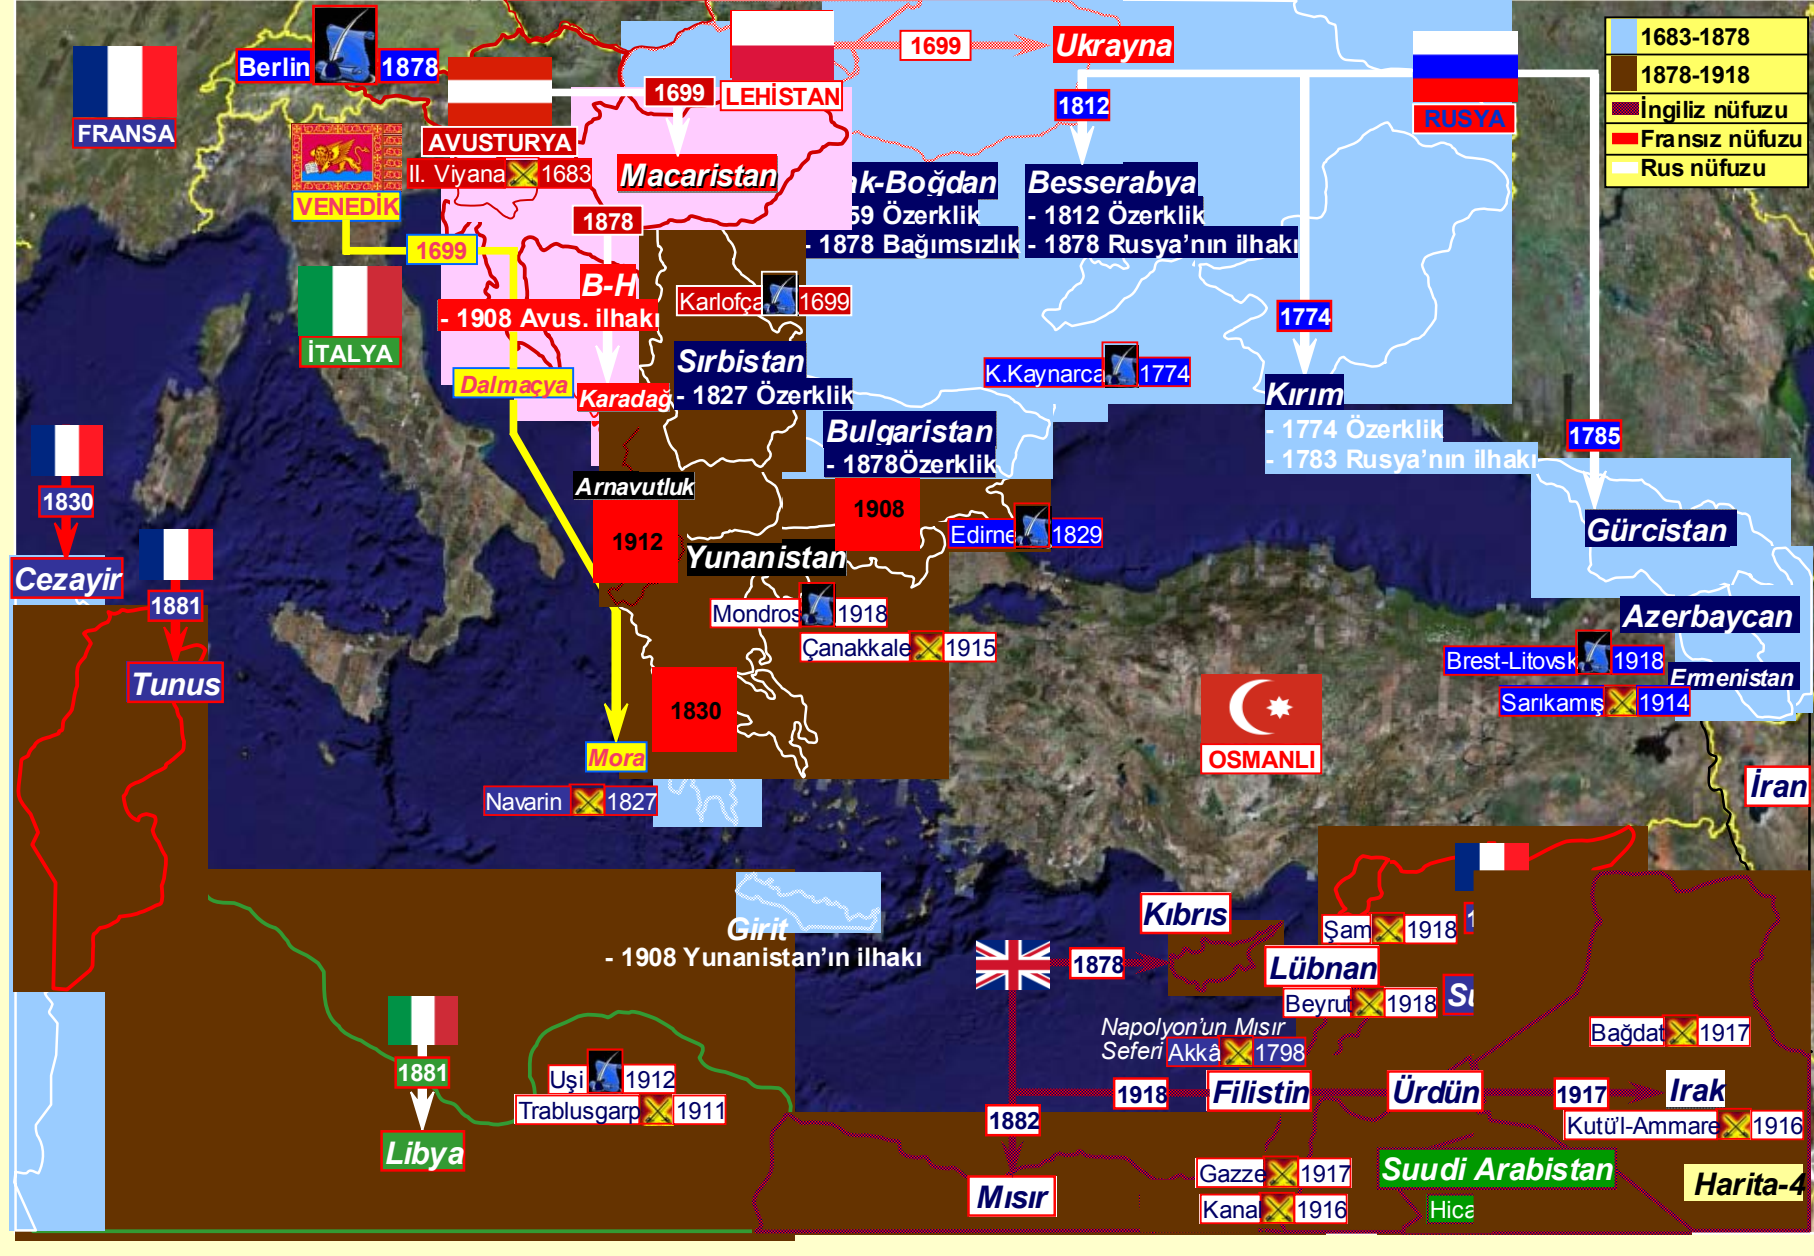 1683-1878
1878-1918
İngiliz nüfuzu
Fransız nüfuzu
Rus nüfuzu
Berlin 1878
FRANSA
AVUSTURYA
II. Viyana 1683
VENEDİK
1699
İTALYA
1699
LEHİSTAN
1699
Ukrayna
RUSYA
1812
Macaristan
1878
B-H
- 1908 Avus. ilhakı
Dalmaçya
Karadağ
Karlofça 1699
Sırbistan
- 1827 Özerklik
k-Boğdan
59 Özerklik
- 1878 Bağımsızlık
Besserabya
- 1812 Özerklik
- 1878 Rusya’nın ilhakı
1774
K.Kaynarca 1774
Kırım
- 1774 Özerklik
- 1783 Rusya’nın ilhakı
1785
Gürcistan
Azerbaycan
Ermenistan
Brest-Litovsk 1918
Sarıkamış 1914
Bulgaristan
- 1878Özerklik
Arnavutluk
1912
1908
Edirne 1829
Yunanistan
Mondros 1918
Çanakkale 1915
1830
Mora
Navarin 1827
1830
Cezayir
1881
Tunus
OSMANLI
İran
Girit
- 1908 Yunanistan’ın ilhakı
Kıbrıs
1878
Şam 1918
Lübnan
Beyrut 1918
Napolyon’un Mısır
Seferi Akkâ 1798
Bağdat 1917
1881
Libya
Uşi 1912
Trablusgarp 1911
1918
Filistin
Ürdün
1917
Irak
Kutü'l-Ammare 1916
1882
Mısır
Gazze 1917
Kanal 1916
Suudi Arabistan
Hica
Harita-4